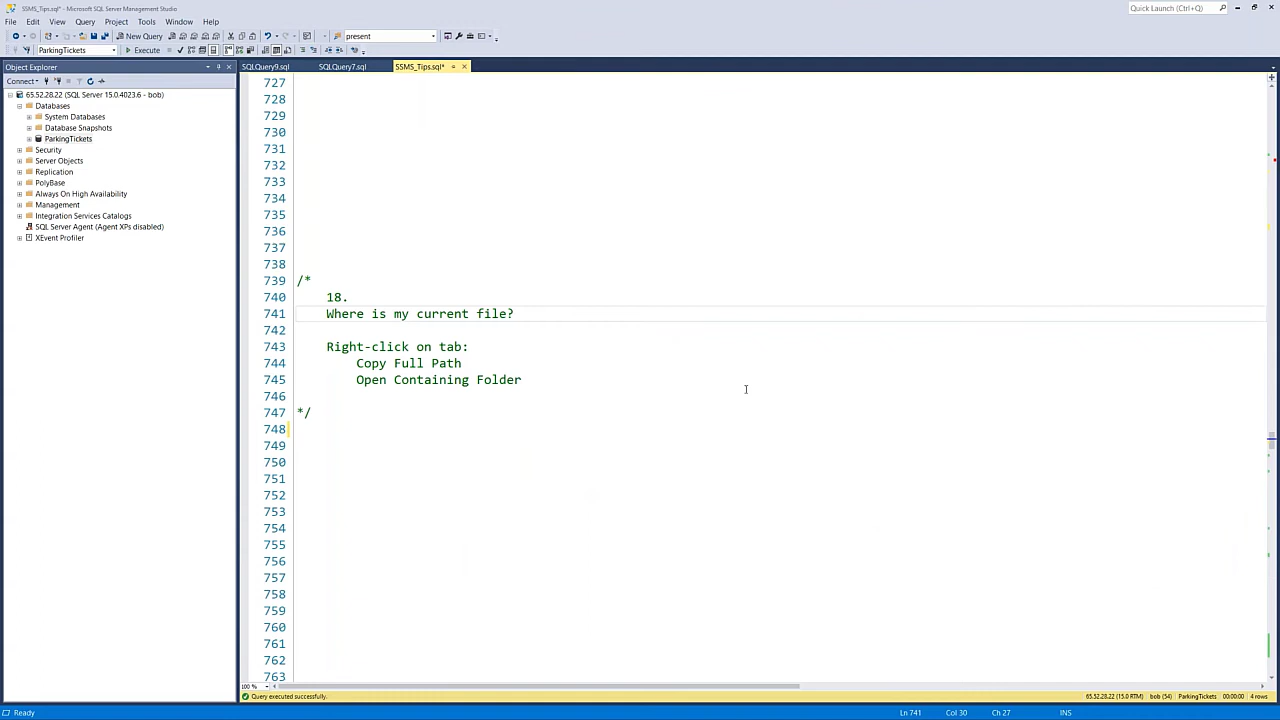 SSMS_Tips.sql* - Microsoft SQL Server Management Studio
Quick Launch (Ctrl+Q)
File Edit View Query Project Tools Window Help
New Query present
ParkingTickets Execute
Object Explorer
SQLQuery9.sql SQLQuery7.sql SSMS_Tips.sql*
Connect
65.52.28.22 (SQL Server 15.0.4023.6 - bob)
Databases
System Databases
Database Snapshots
ParkingTickets
Security
Server Objects
Replication
PolyBase
Always On High Availability
Management
Integration Services Catalogs
SQL Server Agent (Agent XPs disabled)
XEvent Profiler
727
728
729
730
731
732
733
734
735
736
737
738
739 /*
740 18.
741 Where is my current file?
742
743 Right-click on tab:
744 Copy Full Path
745 Open Containing Folder
746
747 */
748
749
750
751
752
753
754
755
756
757
758
759
760
761
762
763
100 %
Query executed successfully. 65.52.28.22 (15.0 RTM) bob (54) ParkingTickets 00:00:00 4 rows
Ready Ln 741 Col 30 Ch 27 INS